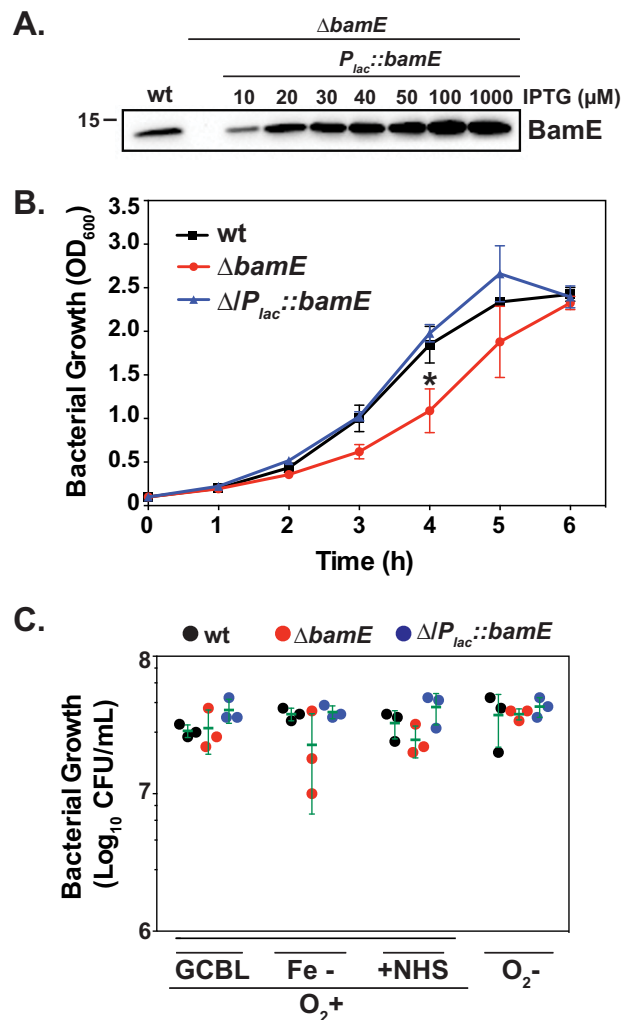 A.
ΔbamE
P_lac::bamE
wt 10 20 30 40 50 100 1000 IPTG (µM)
15 BamE
B.
Bacterial Growth (OD600)
3.5
3.0
2.5
2.0
1.5
1.0
0.5
0
wt
ΔbamE
Δ/P_lac::bamE
*
0 1 2 3 4 5 6
Time (h)
C.
wt ΔbamE Δ/P_lac::bamE
Bacterial Growth
(Log10 CFU/mL)
8
7
6
GCBL Fe - +NHS O2-
O2+